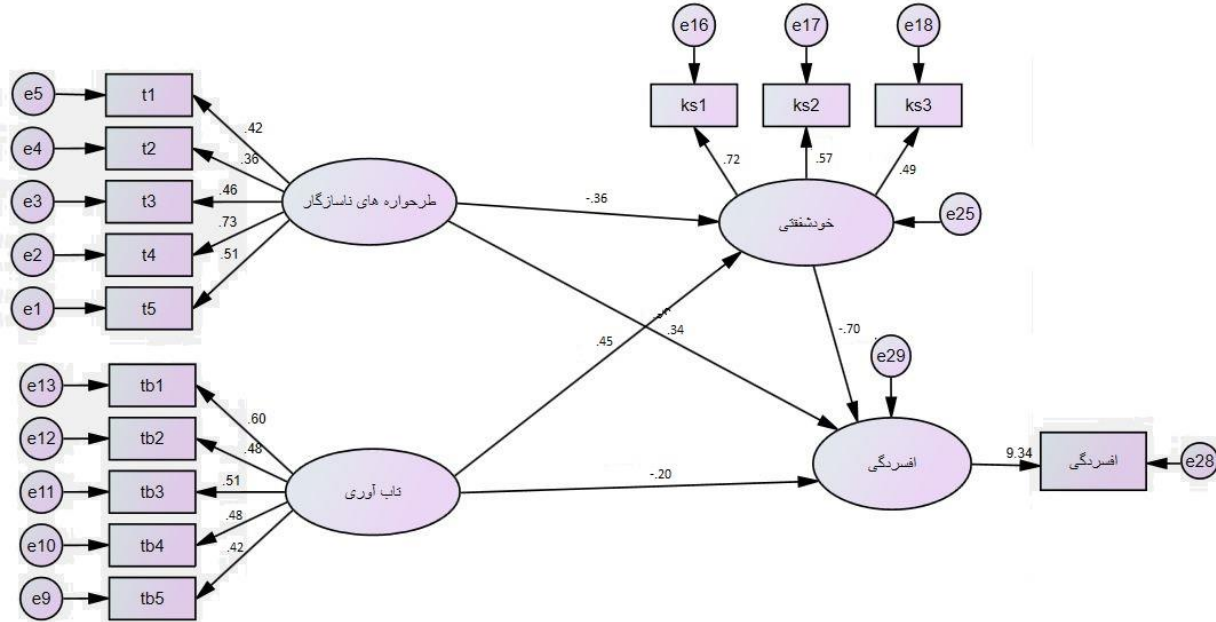 e16
e17
e18
ks1
ks2
ks3
.72
.57
.49
e5
t1
e4
t2
e3
t3
e2
t4
e1
t5
.42
.36
.46
.73
.51
طرحواره های ناسازگار
-.36
خودشفقتی
e25
.45
.34
-.70
e29
e13
tb1
e12
tb2
e11
tb3
e10
tb4
e9
tb5
.60
.48
.51
.48
.42
تاب آوری
-.20
افسردگی
9.34
افسردگی
e28